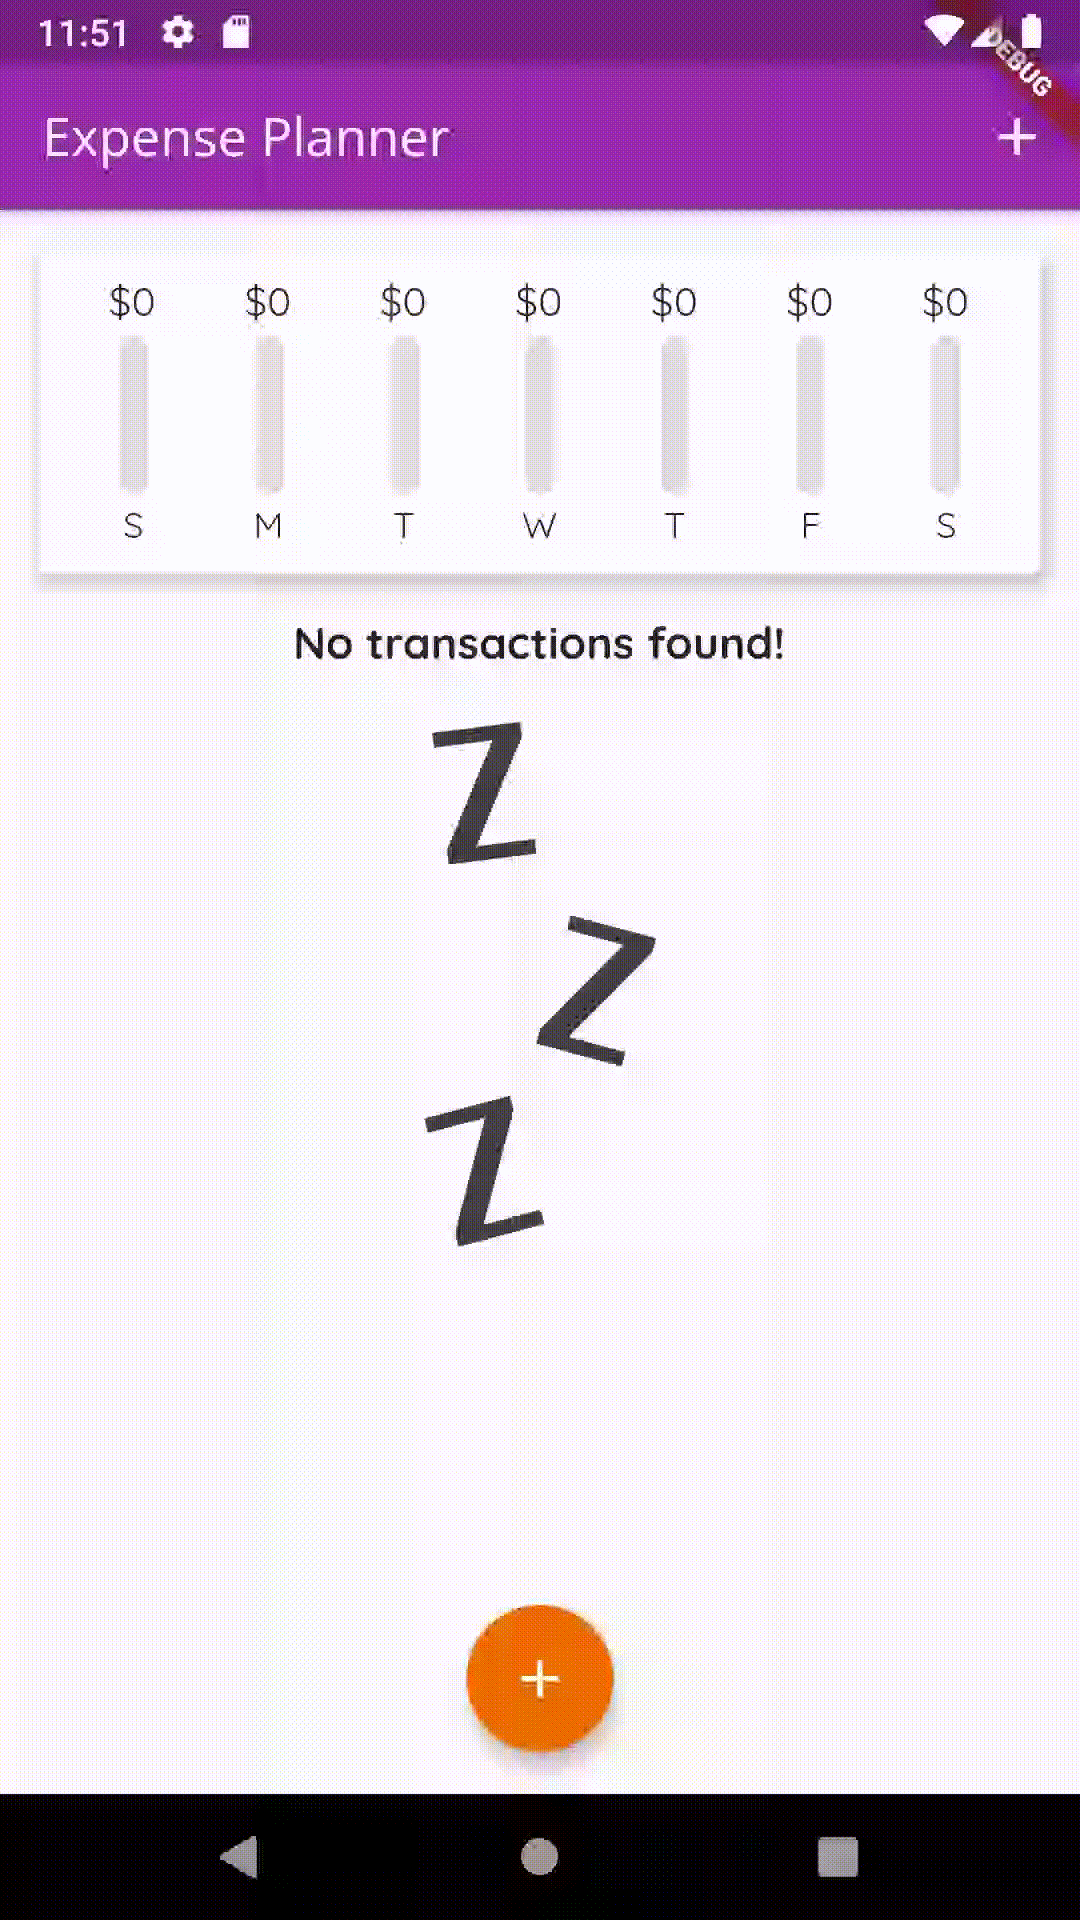 11:51
DEBUG
Expense Planner
$0 $0 $0 $0 $0 $0 $0
S M T W T F S
No transactions found!
Z
Z
Z